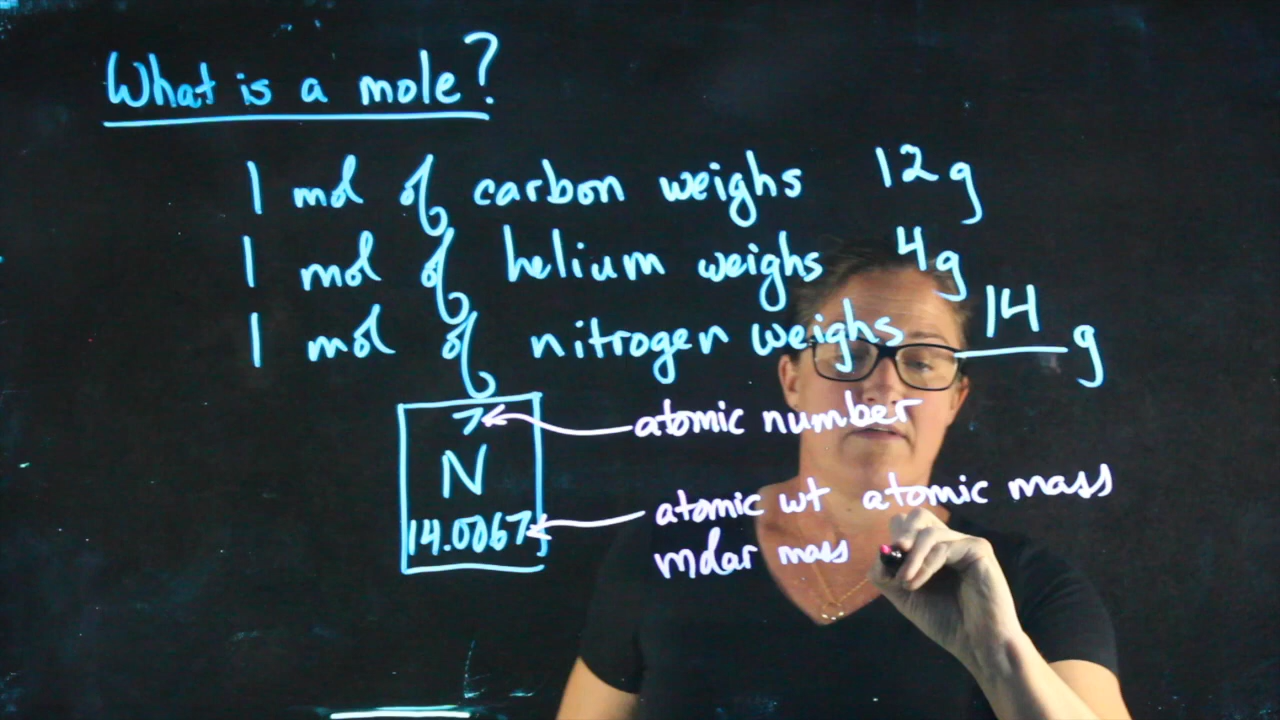 What is a mole?
1 mol of carbon weighs 12 g
1 mol of helium weighs 4 g
1 mol of nitrogen weighs 14 g
7 atomic number
N
14.0067 atomic wt atomic mass
molar mass